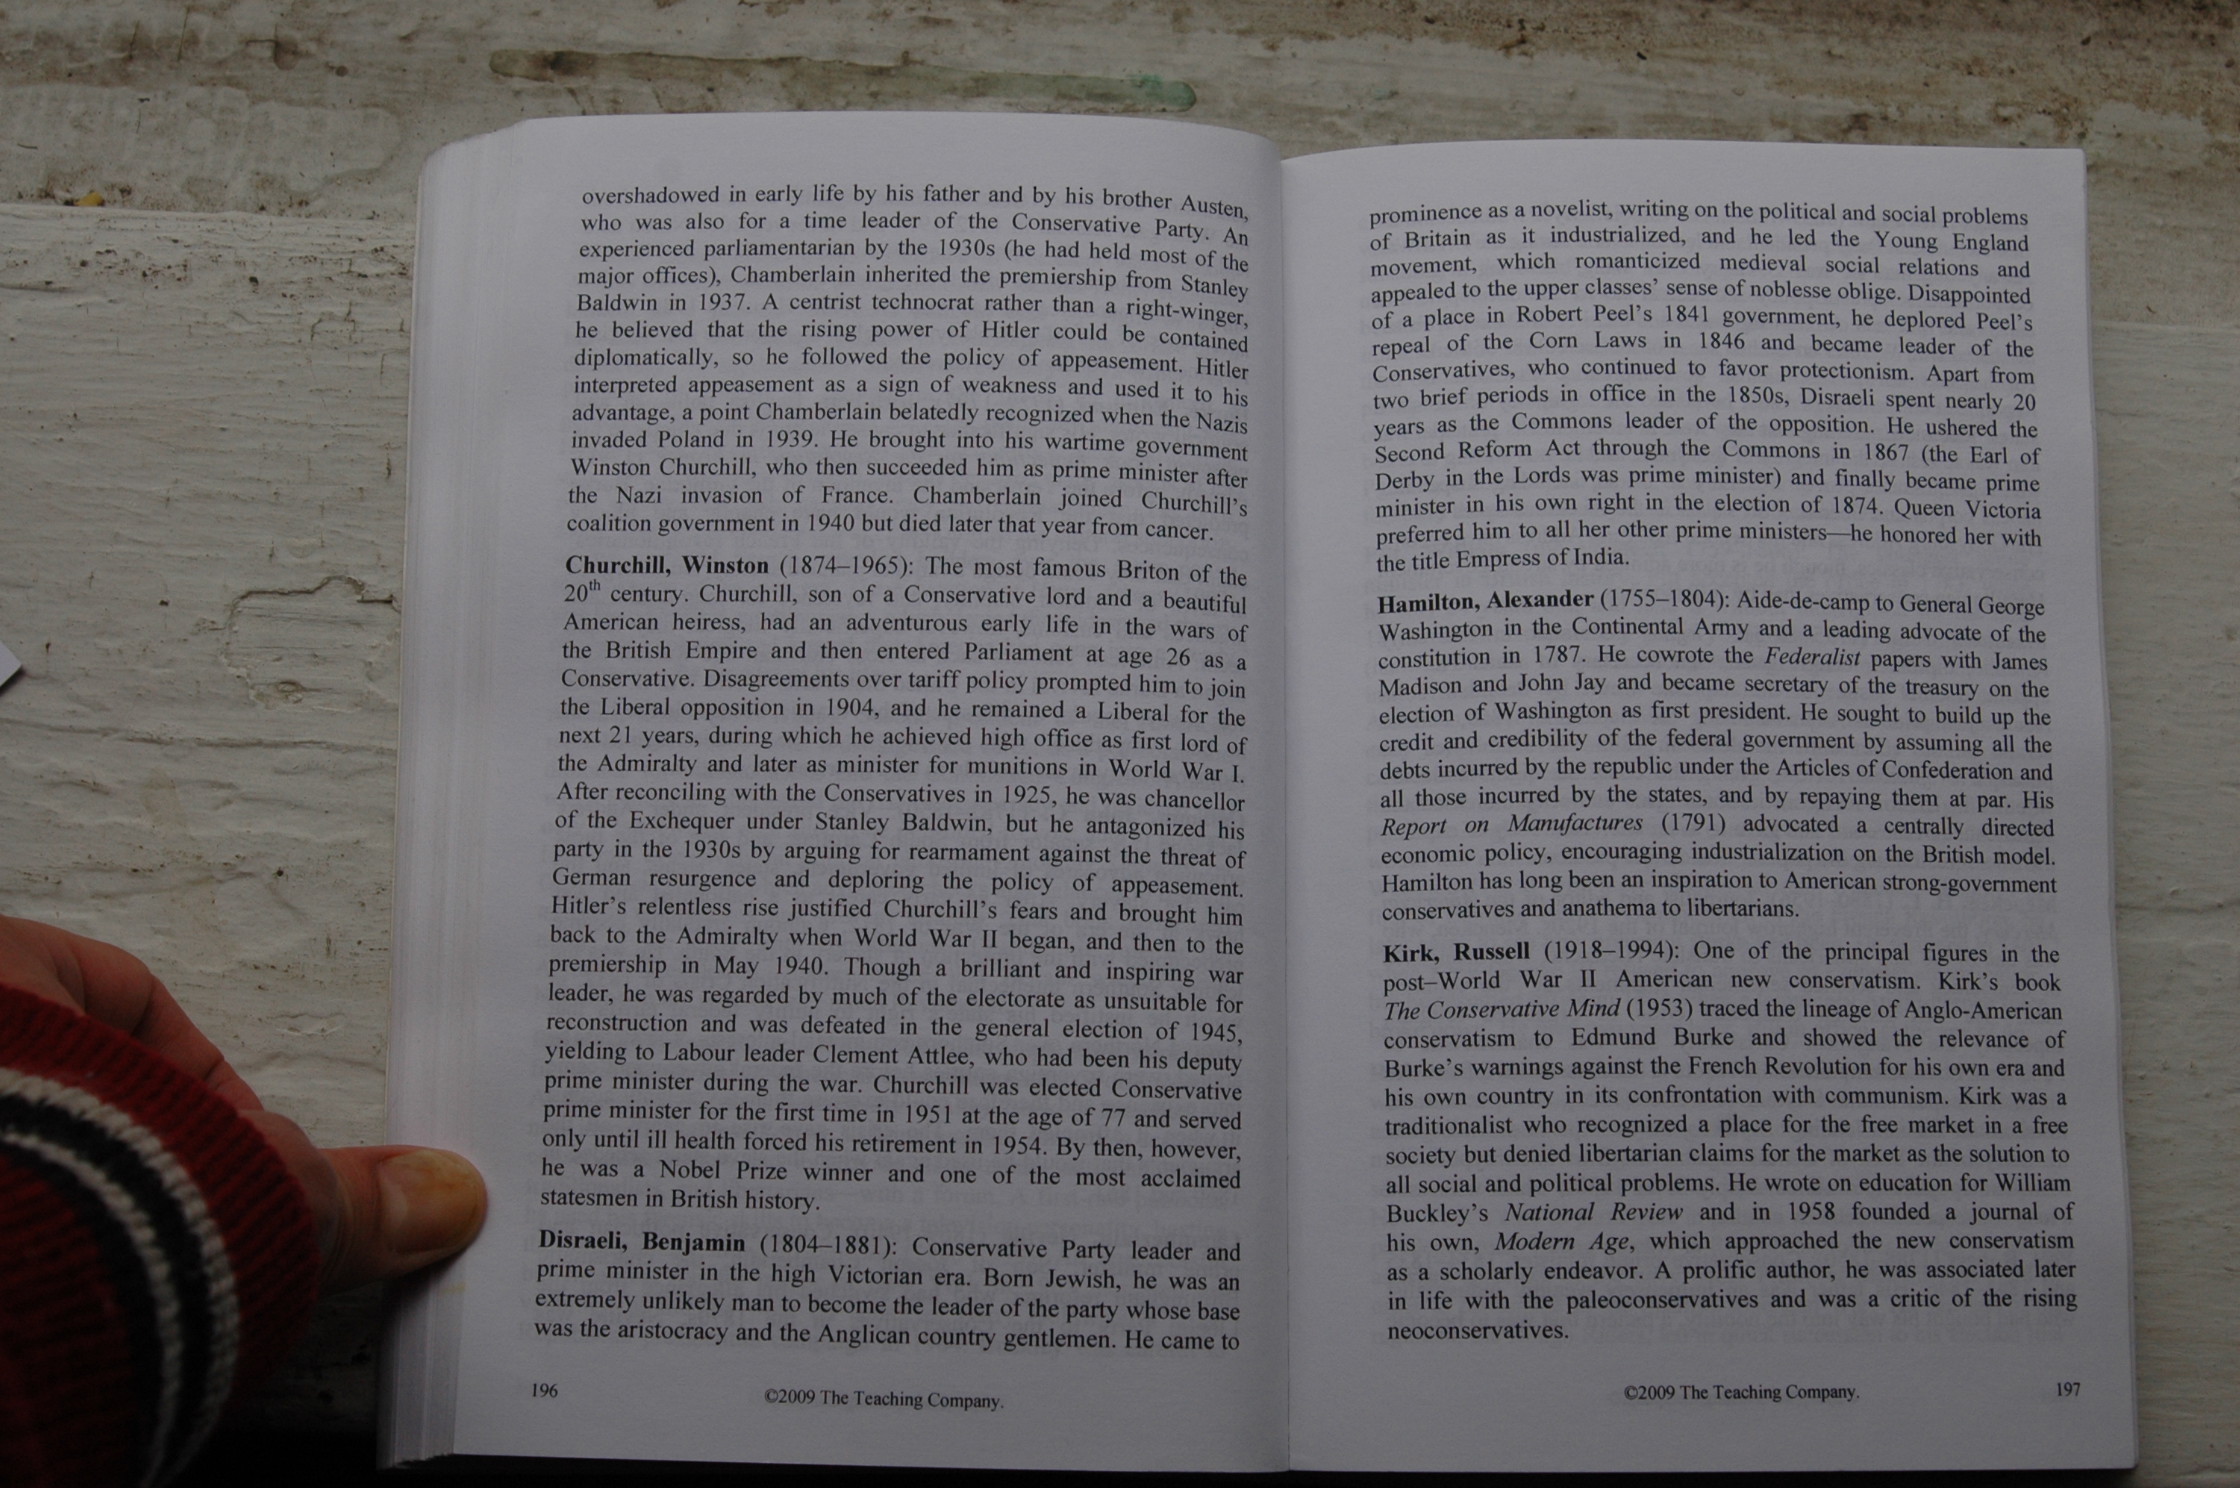 overshadowed in early life by his father and by his brother Austen,
who was also for a time leader of the Conservative Party. An
experienced parliamentarian by the 1930s (he had held most of the
major offices), Chamberlain inherited the premiership from Stanley
Baldwin in 1937. A centrist technocrat rather than a right-winger,
he believed that the rising power of Hitler could be contained
diplomatically, so he followed the policy of appeasement. Hitler
interpreted appeasement as a sign of weakness and used it to his
advantage, a point Chamberlain belatedly recognized when the Nazis
invaded Poland in 1939. He brought into his wartime government
Winston Churchill, who then succeeded him as prime minister after
the Nazi invasion of France. Chamberlain joined Churchill's
coalition government in 1940 but died later that year from cancer.
Churchill, Winston (1874–1965): The most famous Briton of the
20th century. Churchill, son of a Conservative lord and a beautiful
American heiress, had an adventurous early life in the wars of
the British Empire and then entered Parliament at age 26 as a
Conservative. Disagreements over tariff policy prompted him to join
the Liberal opposition in 1904, and he remained a Liberal for the
next 21 years, during which he achieved high office as first lord of
the Admiralty and later as minister for munitions in World War I.
After reconciling with the Conservatives in 1925, he was chancellor
of the Exchequer under Stanley Baldwin, but he antagonized his
party in the 1930s by arguing for rearmament against the threat of
German resurgence and deploring the policy of appeasement.
Hitler's relentless rise justified Churchill's fears and brought him
back to the Admiralty when World War II began, and then to the
premiership in May 1940. Though a brilliant and inspiring war
leader, he was regarded by much of the electorate as unsuitable for
reconstruction and was defeated in the general election of 1945,
yielding to Labour leader Clement Attlee, who had been his deputy
prime minister during the war. Churchill was elected Conservative
prime minister for the first time in 1951 at the age of 77 and served
only until ill health forced his retirement in 1954. By then, however,
he was a Nobel Prize winner and one of the most acclaimed
statesmen in British history.
Disraeli, Benjamin (1804–1881): Conservative Party leader and
prime minister in the high Victorian era. Born Jewish, he was an
extremely unlikely man to become the leader of the party whose base
was the aristocracy and the Anglican country gentlemen. He came to
196
©2009 The Teaching Company.
prominence as a novelist, writing on the political and social problems
of Britain as it industrialized, and he led the Young England
movement, which romanticized medieval social relations and
appealed to the upper classes' sense of noblesse oblige. Disappointed
of a place in Robert Peel's 1841 government, he deplored Peel's
repeal of the Corn Laws in 1846 and became leader of the
Conservatives, who continued to favor protectionism. Apart from
two brief periods in office in the 1850s, Disraeli spent nearly 20
years as the Commons leader of the opposition. He ushered the
Second Reform Act through the Commons in 1867 (the Earl of
Derby in the Lords was prime minister) and finally became prime
minister in his own right in the election of 1874. Queen Victoria
preferred him to all her other prime ministers—he honored her with
the title Empress of India.
Hamilton, Alexander (1755–1804): Aide-de-camp to General George
Washington in the Continental Army and a leading advocate of the
constitution in 1787. He cowrote the Federalist papers with James
Madison and John Jay and became secretary of the treasury on the
election of Washington as first president. He sought to build up the
credit and credibility of the federal government by assuming all the
debts incurred by the republic under the Articles of Confederation and
all those incurred by the states, and by repaying them at par. His
Report on Manufactures (1791) advocated a centrally directed
economic policy, encouraging industrialization on the British model.
Hamilton has long been an inspiration to American strong-government
conservatives and anathema to libertarians.
Kirk, Russell (1918–1994): One of the principal figures in the
post–World War II American new conservatism. Kirk's book
The Conservative Mind (1953) traced the lineage of Anglo-American
conservatism to Edmund Burke and showed the relevance of
Burke's warnings against the French Revolution for his own era and
his own country in its confrontation with communism. Kirk was a
traditionalist who recognized a place for the free market in a free
society but denied libertarian claims for the market as the solution to
all social and political problems. He wrote on education for William
Buckley's National Review and in 1958 founded a journal of
his own, Modern Age, which approached the new conservatism
as a scholarly endeavor. A prolific author, he was associated later
in life with the paleoconservatives and was a critic of the rising
neoconservatives.
©2009 The Teaching Company.
197